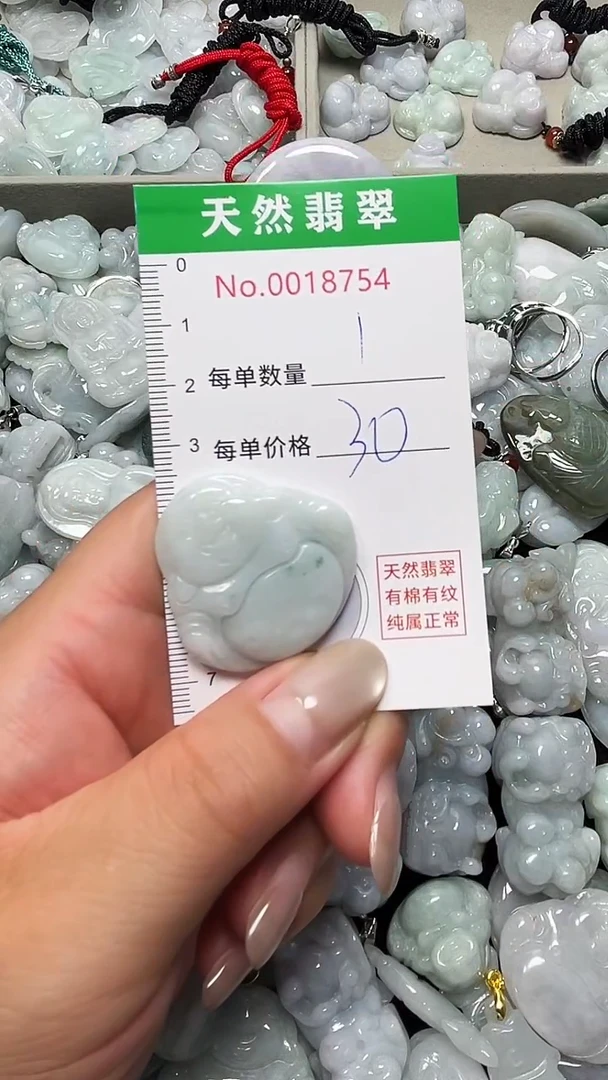 天然翡翠
0
No.0018754
1
1
2 每单数量
3 每单价格 30
天然翡翠
有棉有纹
纯属正常
7